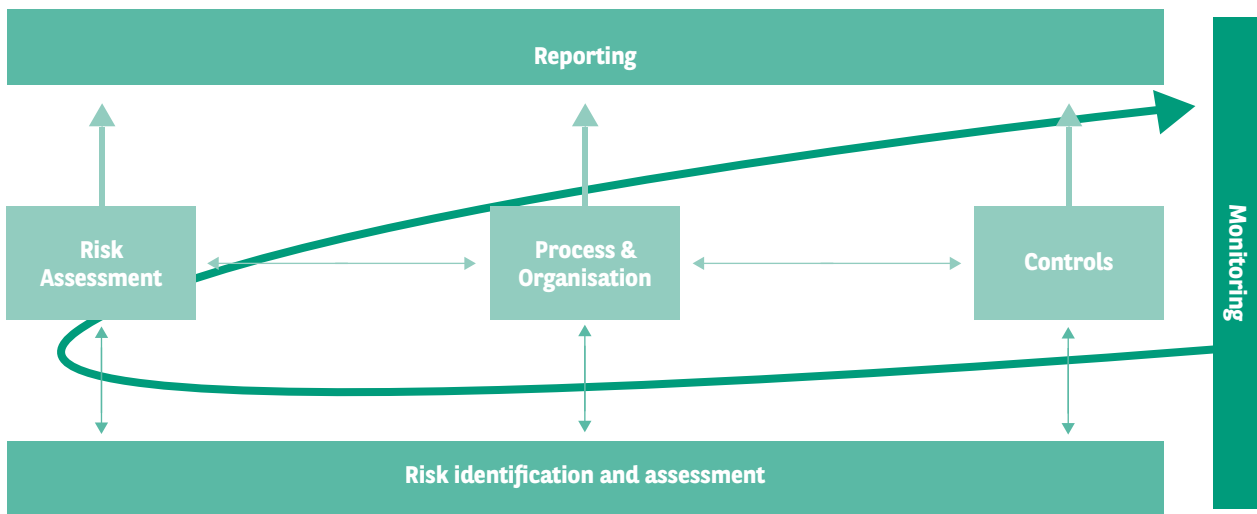 Reporting
Risk
Assessment
Process &
Organisation
Controls
Monitoring
Risk identification and assessment